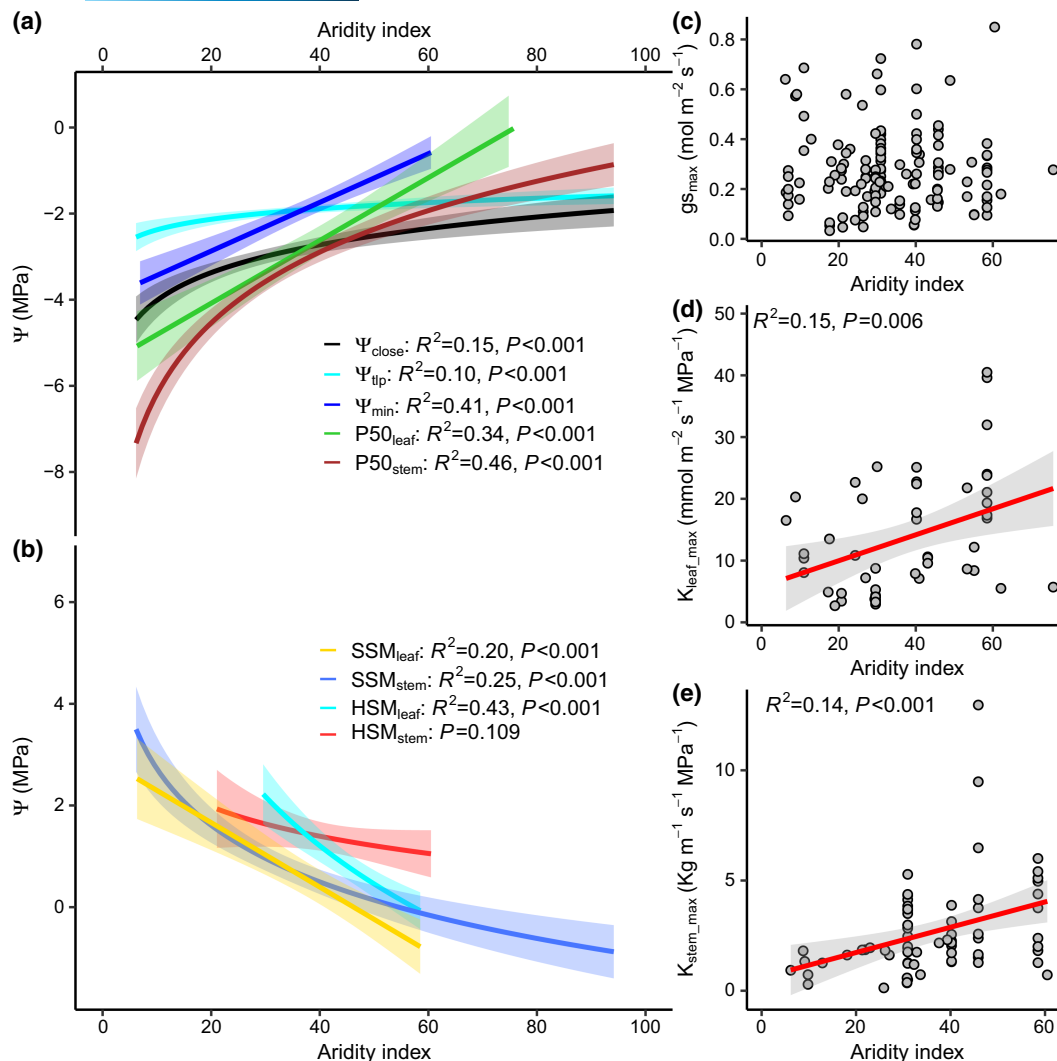 (a)
Aridity index
0 20 40 60 80 100
0
−2
−4
−6
−8
Ψ (MPa)
Ψclose: R²=0.15, P<0.001
Ψtlp: R²=0.10, P<0.001
Ψmin: R²=0.41, P<0.001
P50leaf: R²=0.34, P<0.001
P50stem: R²=0.46, P<0.001
(b)
6
4
2
0
Ψ (MPa)
SSMleaf: R²=0.20, P<0.001
SSMstem: R²=0.25, P<0.001
HSMleaf: R²=0.43, P<0.001
HSMstem: P=0.109
0 20 40 60 80 100
Aridity index
(c)
0.8
0.6
0.4
0.2
0.0
gsmax (mol m−2 s−1)
0 20 40 60
Aridity index
(d)
R²=0.15, P=0.006
50
40
30
20
10
0
Kleaf_max (mmol m−2 s−1 MPa−1)
0 20 40 60
Aridity index
(e)
R²=0.14, P<0.001
10
5
0
Kstem_max (Kg m−1 s−1 MPa−1)
0 20 40 60
Aridity index